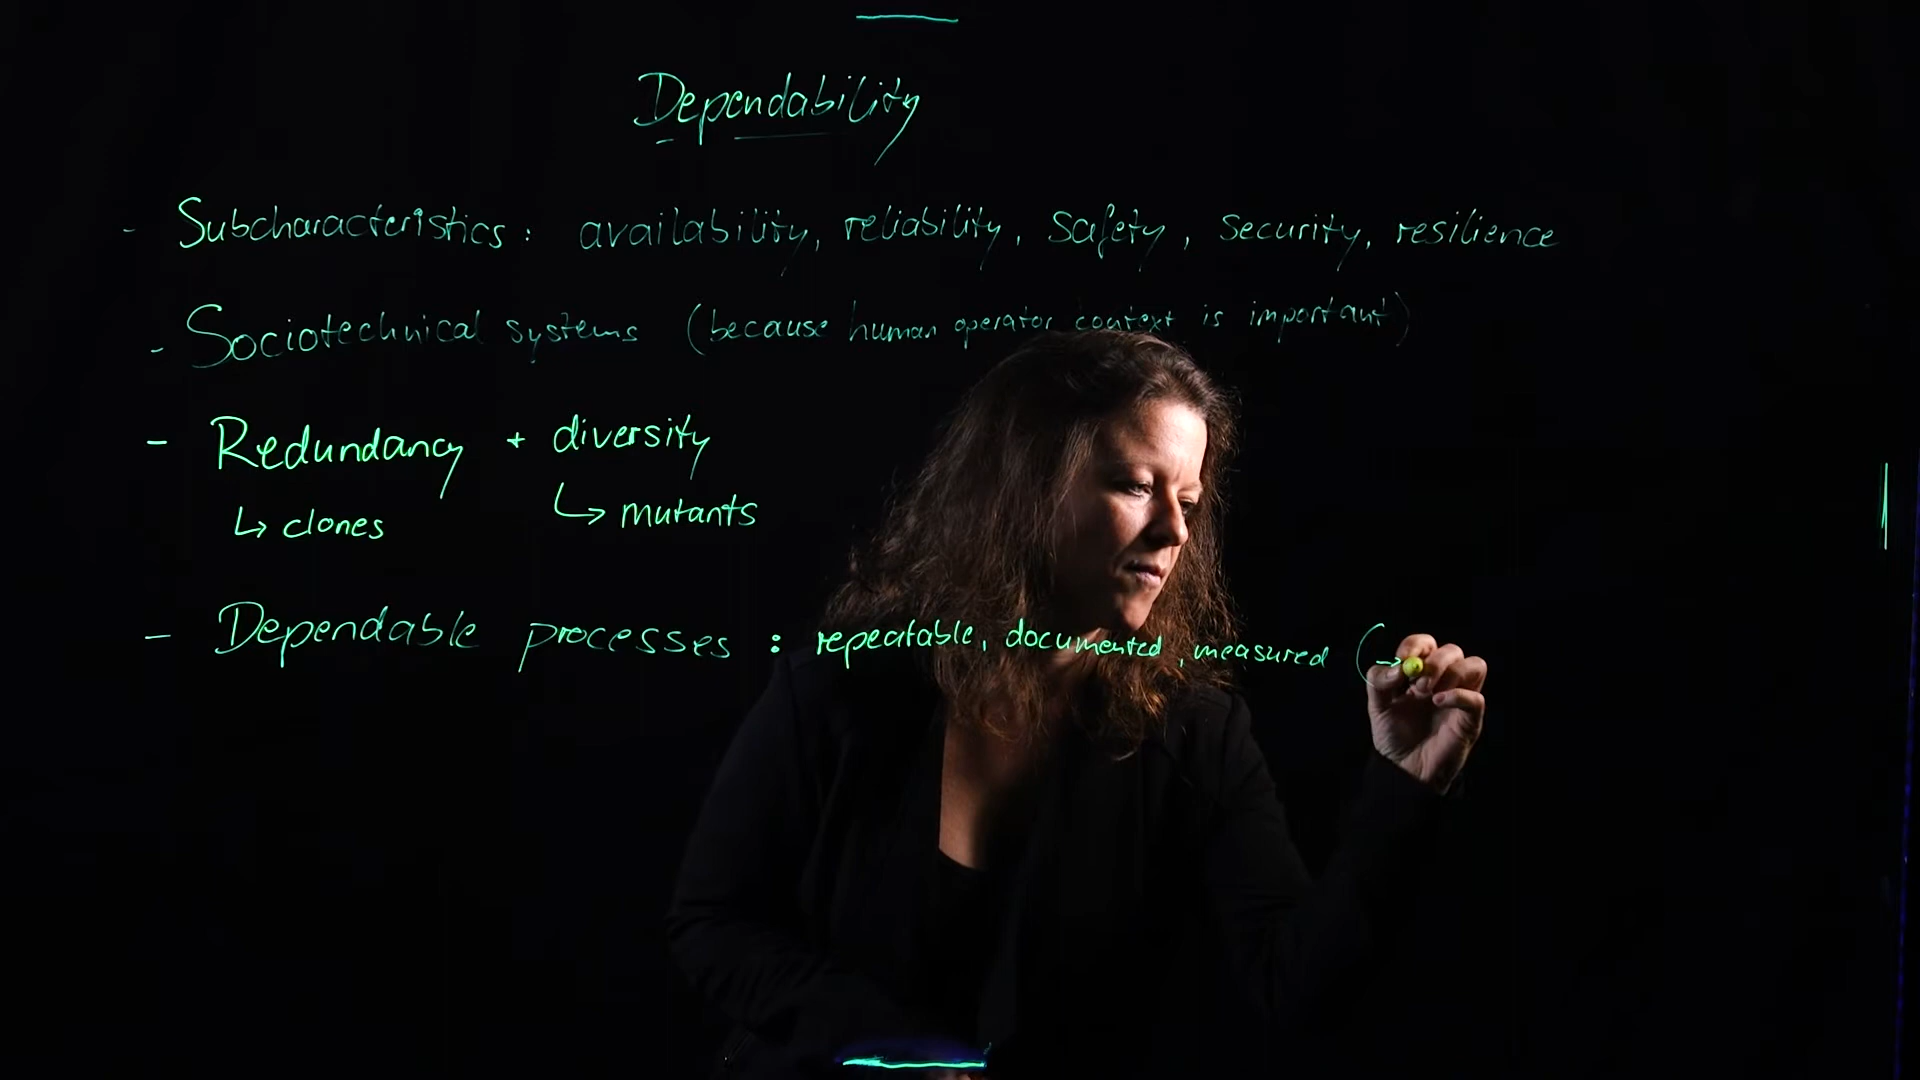 Dependability
- Subcharacteristics: availability, reliability, safety, security, resilience
- Sociotechnical systems (because human operator context is important)
- Redundancy + diversity
↳ clones ↳ mutants
- Dependable processes: repeatable, documented, measured (→